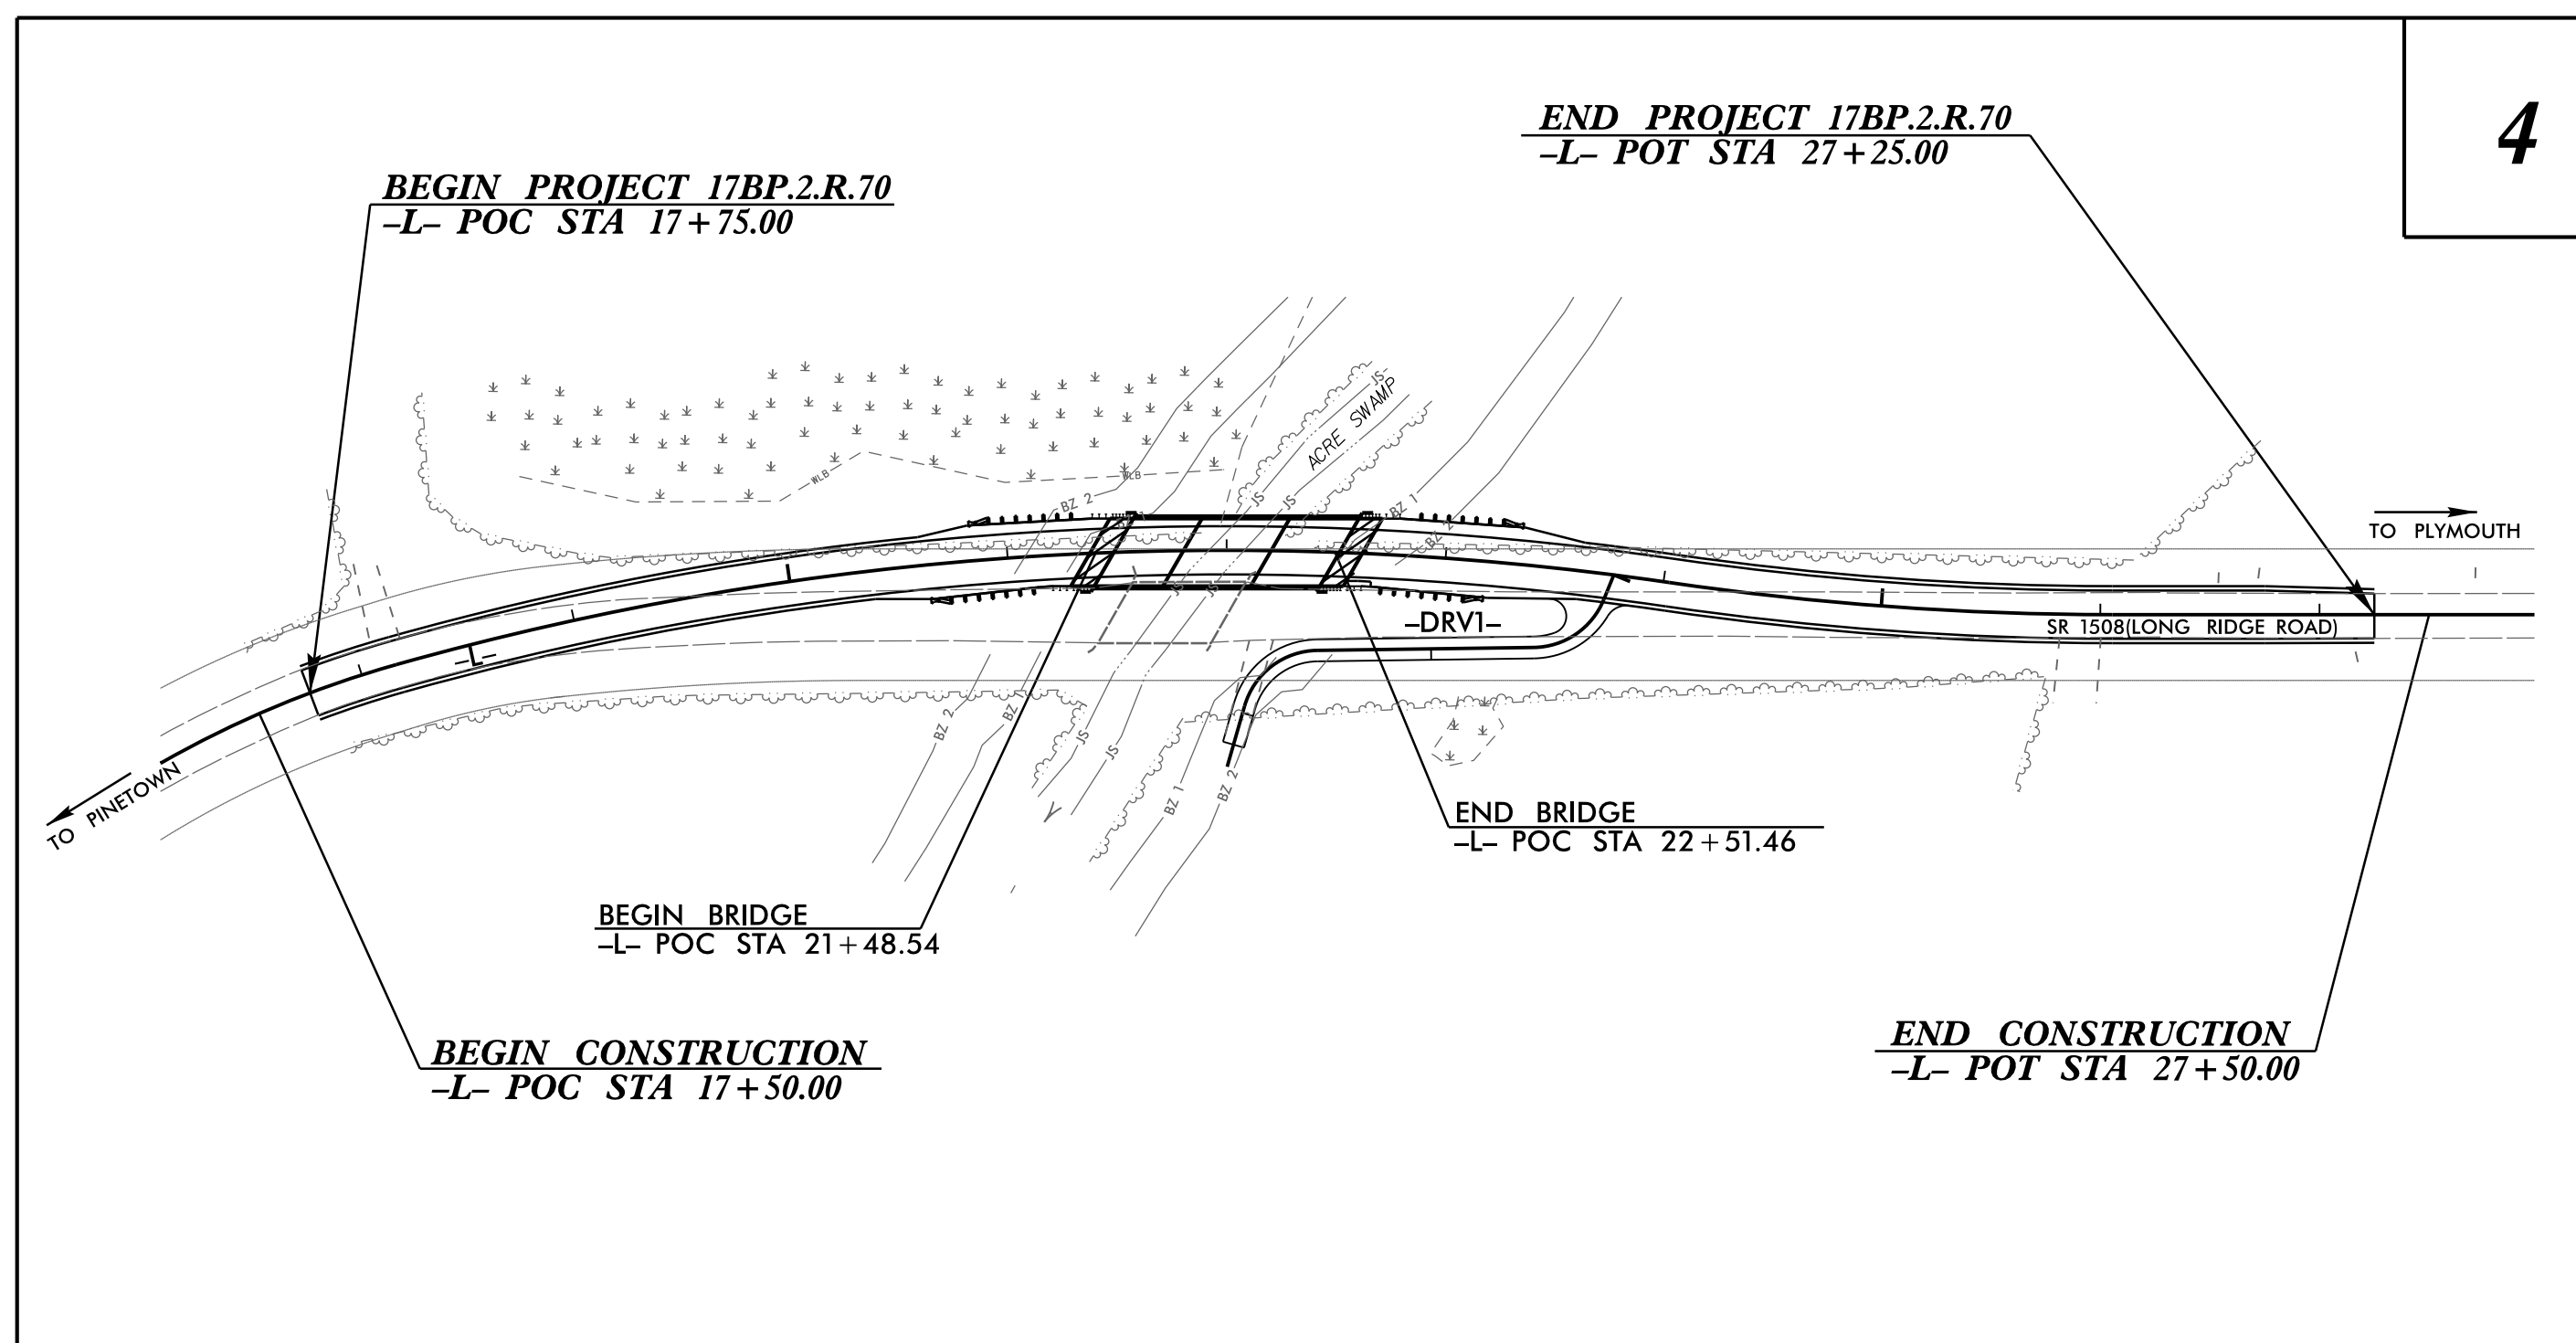 END PROJECT 17BP.2.R.70
–L– POT STA 27+25.00
4
BEGIN PROJECT 17BP.2.R.70
–L– POC STA 17+75.00
JS
ACRE SWAMP
WLB
WLB
BZ 2
JS
JS
BZ 1
BZ 2
TO PLYMOUTH
JS
JS
–DRV1–
SR 1508(LONG RIDGE ROAD)
–L–
BZ 2
BZ
JS
JS
BZ 1
BZ 2
TO PINETOWN
END BRIDGE
–L– POC STA 22+51.46
BEGIN BRIDGE
–L– POC STA 21+48.54
END CONSTRUCTION
–L– POT STA 27+50.00
BEGIN CONSTRUCTION
–L– POC STA 17+50.00